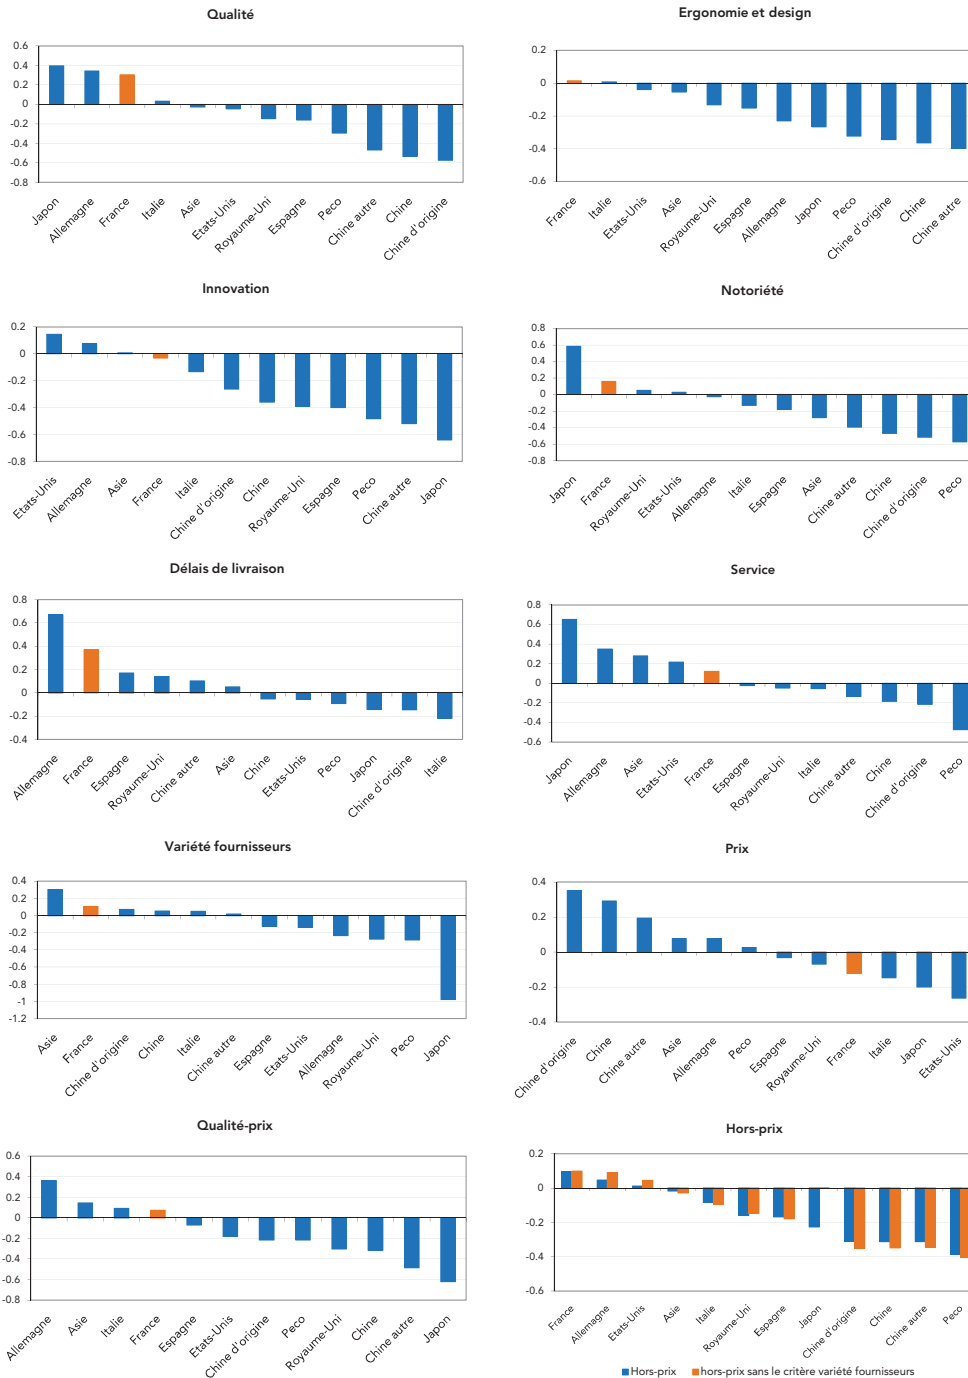 Qualité
0.6
0.4
0.2
0
-0.2
-0.4
-0.6
-0.8
Japon
Allemagne
France
Italie
Asie
Etats-Unis
Royaume-Uni
Espagne
Peco
Chine autre
Chine
Chine d'origine
Ergonomie et design
0.2
0
-0.2
-0.4
-0.6
France
Italie
Etats-Unis
Asie
Royaume-Uni
Espagne
Allemagne
Japon
Peco
Chine d'origine
Chine
Chine autre
Innovation
0.2
0
-0.2
-0.4
-0.6
-0.8
Etats-Unis
Allemagne
Asie
France
Italie
Chine d'origine
Chine
Royaume-Uni
Espagne
Peco
Chine autre
Japon
Notoriété
0.8
0.6
0.4
0.2
0
-0.2
-0.4
-0.6
-0.8
Japon
France
Royaume-Uni
Etats-Unis
Allemagne
Italie
Espagne
Asie
Chine autre
Chine
Chine d'origine
Peco
Délais de livraison
0.8
0.6
0.4
0.2
0
-0.2
-0.4
Allemagne
France
Espagne
Royaume-Uni
Chine autre
Asie
Chine
Etats-Unis
Peco
Japon
Chine d'origine
Italie
Service
0.8
0.6
0.4
0.2
0
-0.2
-0.4
-0.6
Japon
Allemagne
Asie
Etats-Unis
France
Espagne
Royaume-Uni
Italie
Chine autre
Chine
Chine d'origine
Peco
Variété fournisseurs
0.4
0.2
0
-0.2
-0.4
-0.6
-0.8
-1
-1.2
Asie
France
Chine d'origine
Chine
Italie
Chine autre
Espagne
Etats-Unis
Allemagne
Royaume-Uni
Peco
Japon
Prix
0.4
0.2
0
-0.2
-0.4
Chine d'origine
Chine
Chine autre
Asie
Allemagne
Peco
Espagne
Royaume-Uni
France
Italie
Japon
Etats-Unis
Qualité-prix
0.6
0.4
0.2
0
-0.2
-0.4
-0.6
-0.8
Allemagne
Asie
Italie
France
Espagne
Etats-Unis
Chine d'origine
Peco
Royaume-Uni
Chine
Chine autre
Japon
Hors-prix
0.2
0
-0.2
-0.4
-0.6
France
Allemagne
Etats-Unis
Asie
Italie
Royaume-Uni
Espagne
Japon
Chine d'origine
Chine
Chine autre
Peco
Hors-prix
hors-prix sans le critère variété fournisseurs